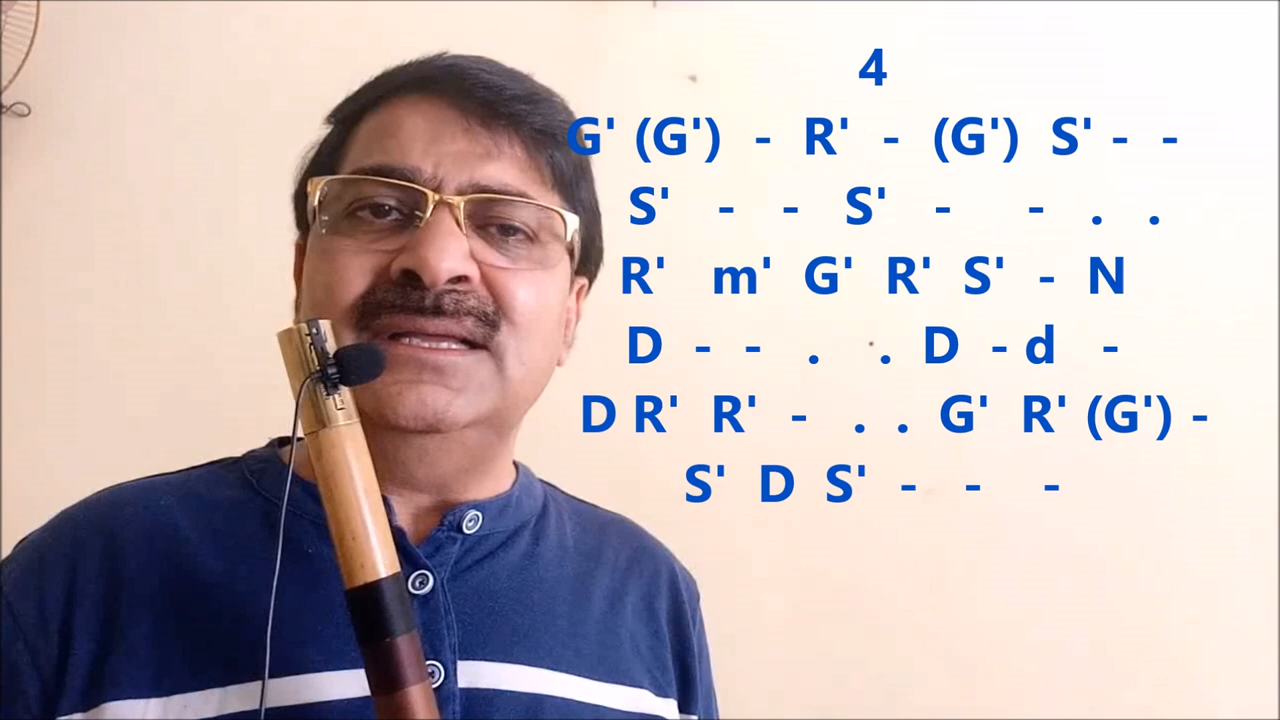 4
G' (G') - R' - (G') S' - -
S' - - S' - - . .
R' m' G' R' S' - N
D - - . . D - d -
D R' R' - . . G' R' (G') -
S' D S' - - -